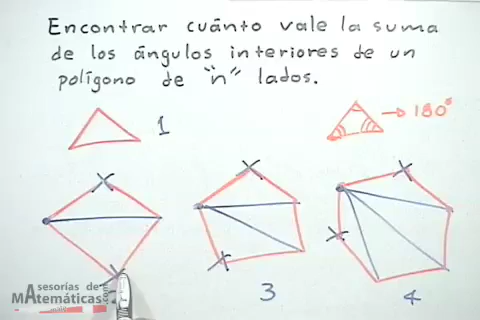 Encontrar cuánto vale la suma
de los ángulos interiores de un
polígono de "n" lados.
1
180°
3
4
Asesorías de
Matemáticas